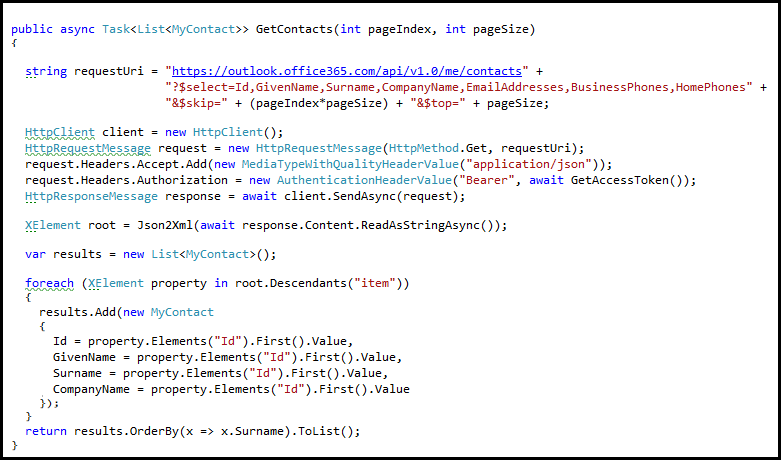 public async Task<List<MyContact>> GetContacts(int pageIndex, int pageSize)
{
string requestUri = "https://outlook.office365.com/api/v1.0/me/contacts" +
"?$select=Id,GivenName,Surname,CompanyName,EmailAddresses,BusinessPhones,HomePhones" +
"&$skip=" + (pageIndex*pageSize) + "&$top=" + pageSize;
HttpClient client = new HttpClient();
HttpRequestMessage request = new HttpRequestMessage(HttpMethod.Get, requestUri);
request.Headers.Accept.Add(new MediaTypeWithQualityHeaderValue("application/json"));
request.Headers.Authorization = new AuthenticationHeaderValue("Bearer", await GetAccessToken());
HttpResponseMessage response = await client.SendAsync(request);
XElement root = Json2Xml(await response.Content.ReadAsStringAsync());
var results = new List<MyContact>();
foreach (XElement property in root.Descendants("item"))
{
results.Add(new MyContact
{
Id = property.Elements("Id").First().Value,
GivenName = property.Elements("Id").First().Value,
Surname = property.Elements("Id").First().Value,
CompanyName = property.Elements("Id").First().Value
});
}
return results.OrderBy(x => x.Surname).ToList();
}